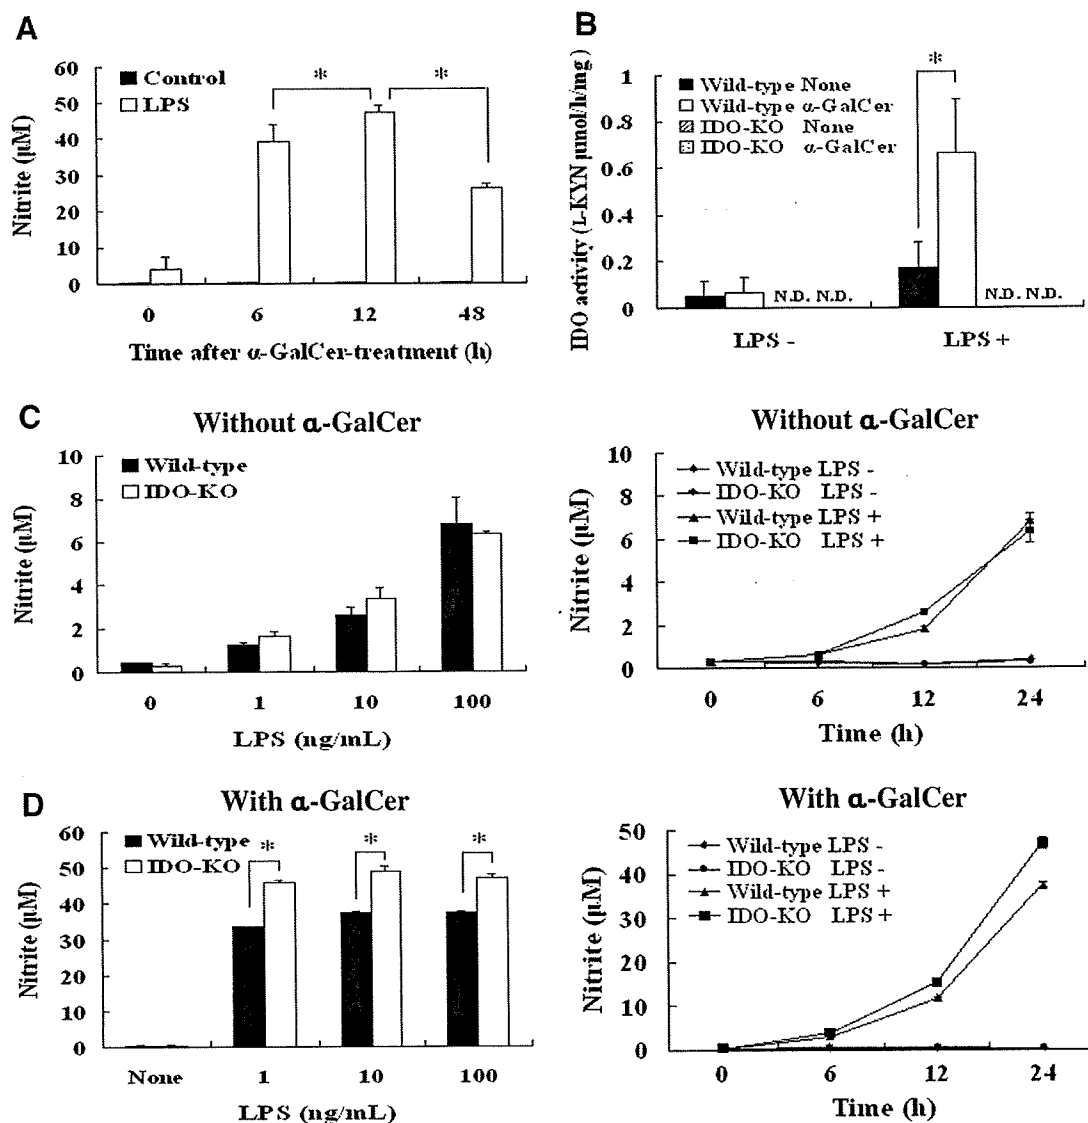 A
Nitrite (μM)
60
50
40
30
20
10
0
Control
LPS
*
*
0 6 12 48
Time after α-GalCer-treatment (h)
B
IDO activity (L-KYN μmol/h/mg)
1
0.8
0.6
0.4
0.2
0
Wild-type None
Wild-type α-GalCer
IDO-KO None
IDO-KO α-GalCer
*
N.D. N.D.
N.D. N.D.
LPS - LPS +
C
Without α-GalCer
Nitrite (μM)
10
8
6
4
2
0
Wild-type
IDO-KO
0 1 10 100
LPS (ng/mL)
Without α-GalCer
Nitrite (μM)
10
8
6
4
2
0
Wild-type LPS -
IDO-KO LPS -
Wild-type LPS +
IDO-KO LPS +
0 6 12 24
Time (h)
D
With α-GalCer
Nitrite (μM)
60
50
40
30
20
10
0
Wild-type
IDO-KO
*
*
*
None 1 10 100
LPS (ng/mL)
With α-GalCer
Nitrite (μM)
50
40
30
20
10
0
Wild-type LPS -
IDO-KO LPS -
Wild-type LPS +
IDO-KO LPS +
0 6 12 24
Time (h)